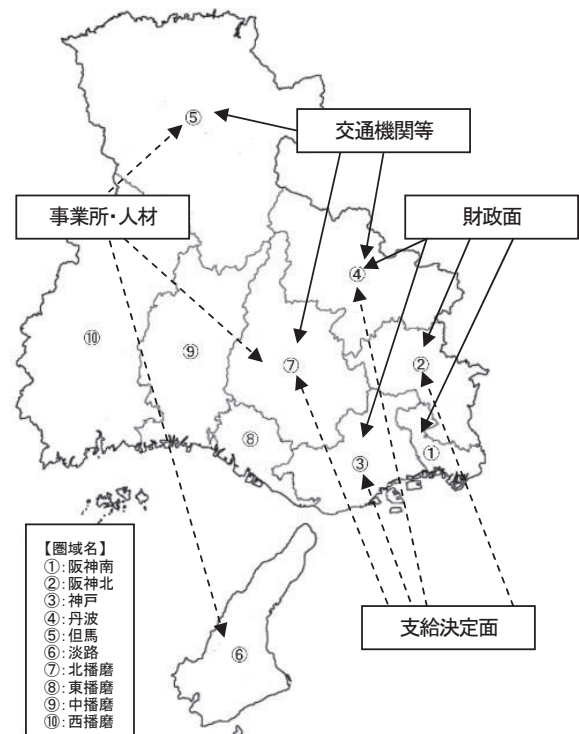 ⑤
交通機関等
事業所・人材
財政面
④
⑩
⑨
⑦
②
⑧
③
①
【圏域名】
①:阪神南
②:阪神北
③:神戸
④:丹波
⑤:但馬
⑥:淡路
⑦:北播磨
⑧:東播磨
⑨:中播磨
⑩:西播磨
支給決定面
⑥